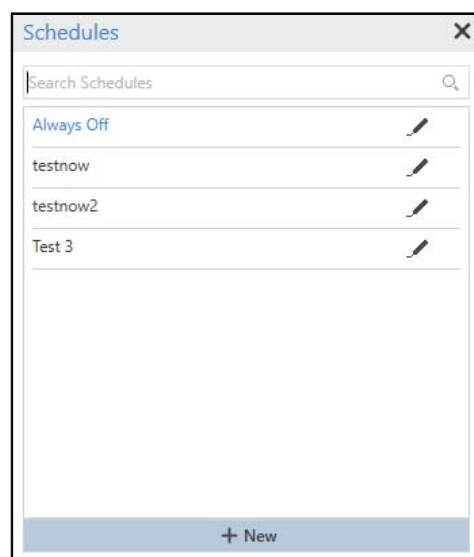 Schedules
Search Schedules
Always Off
testnow
testnow2
Test 3
+ New